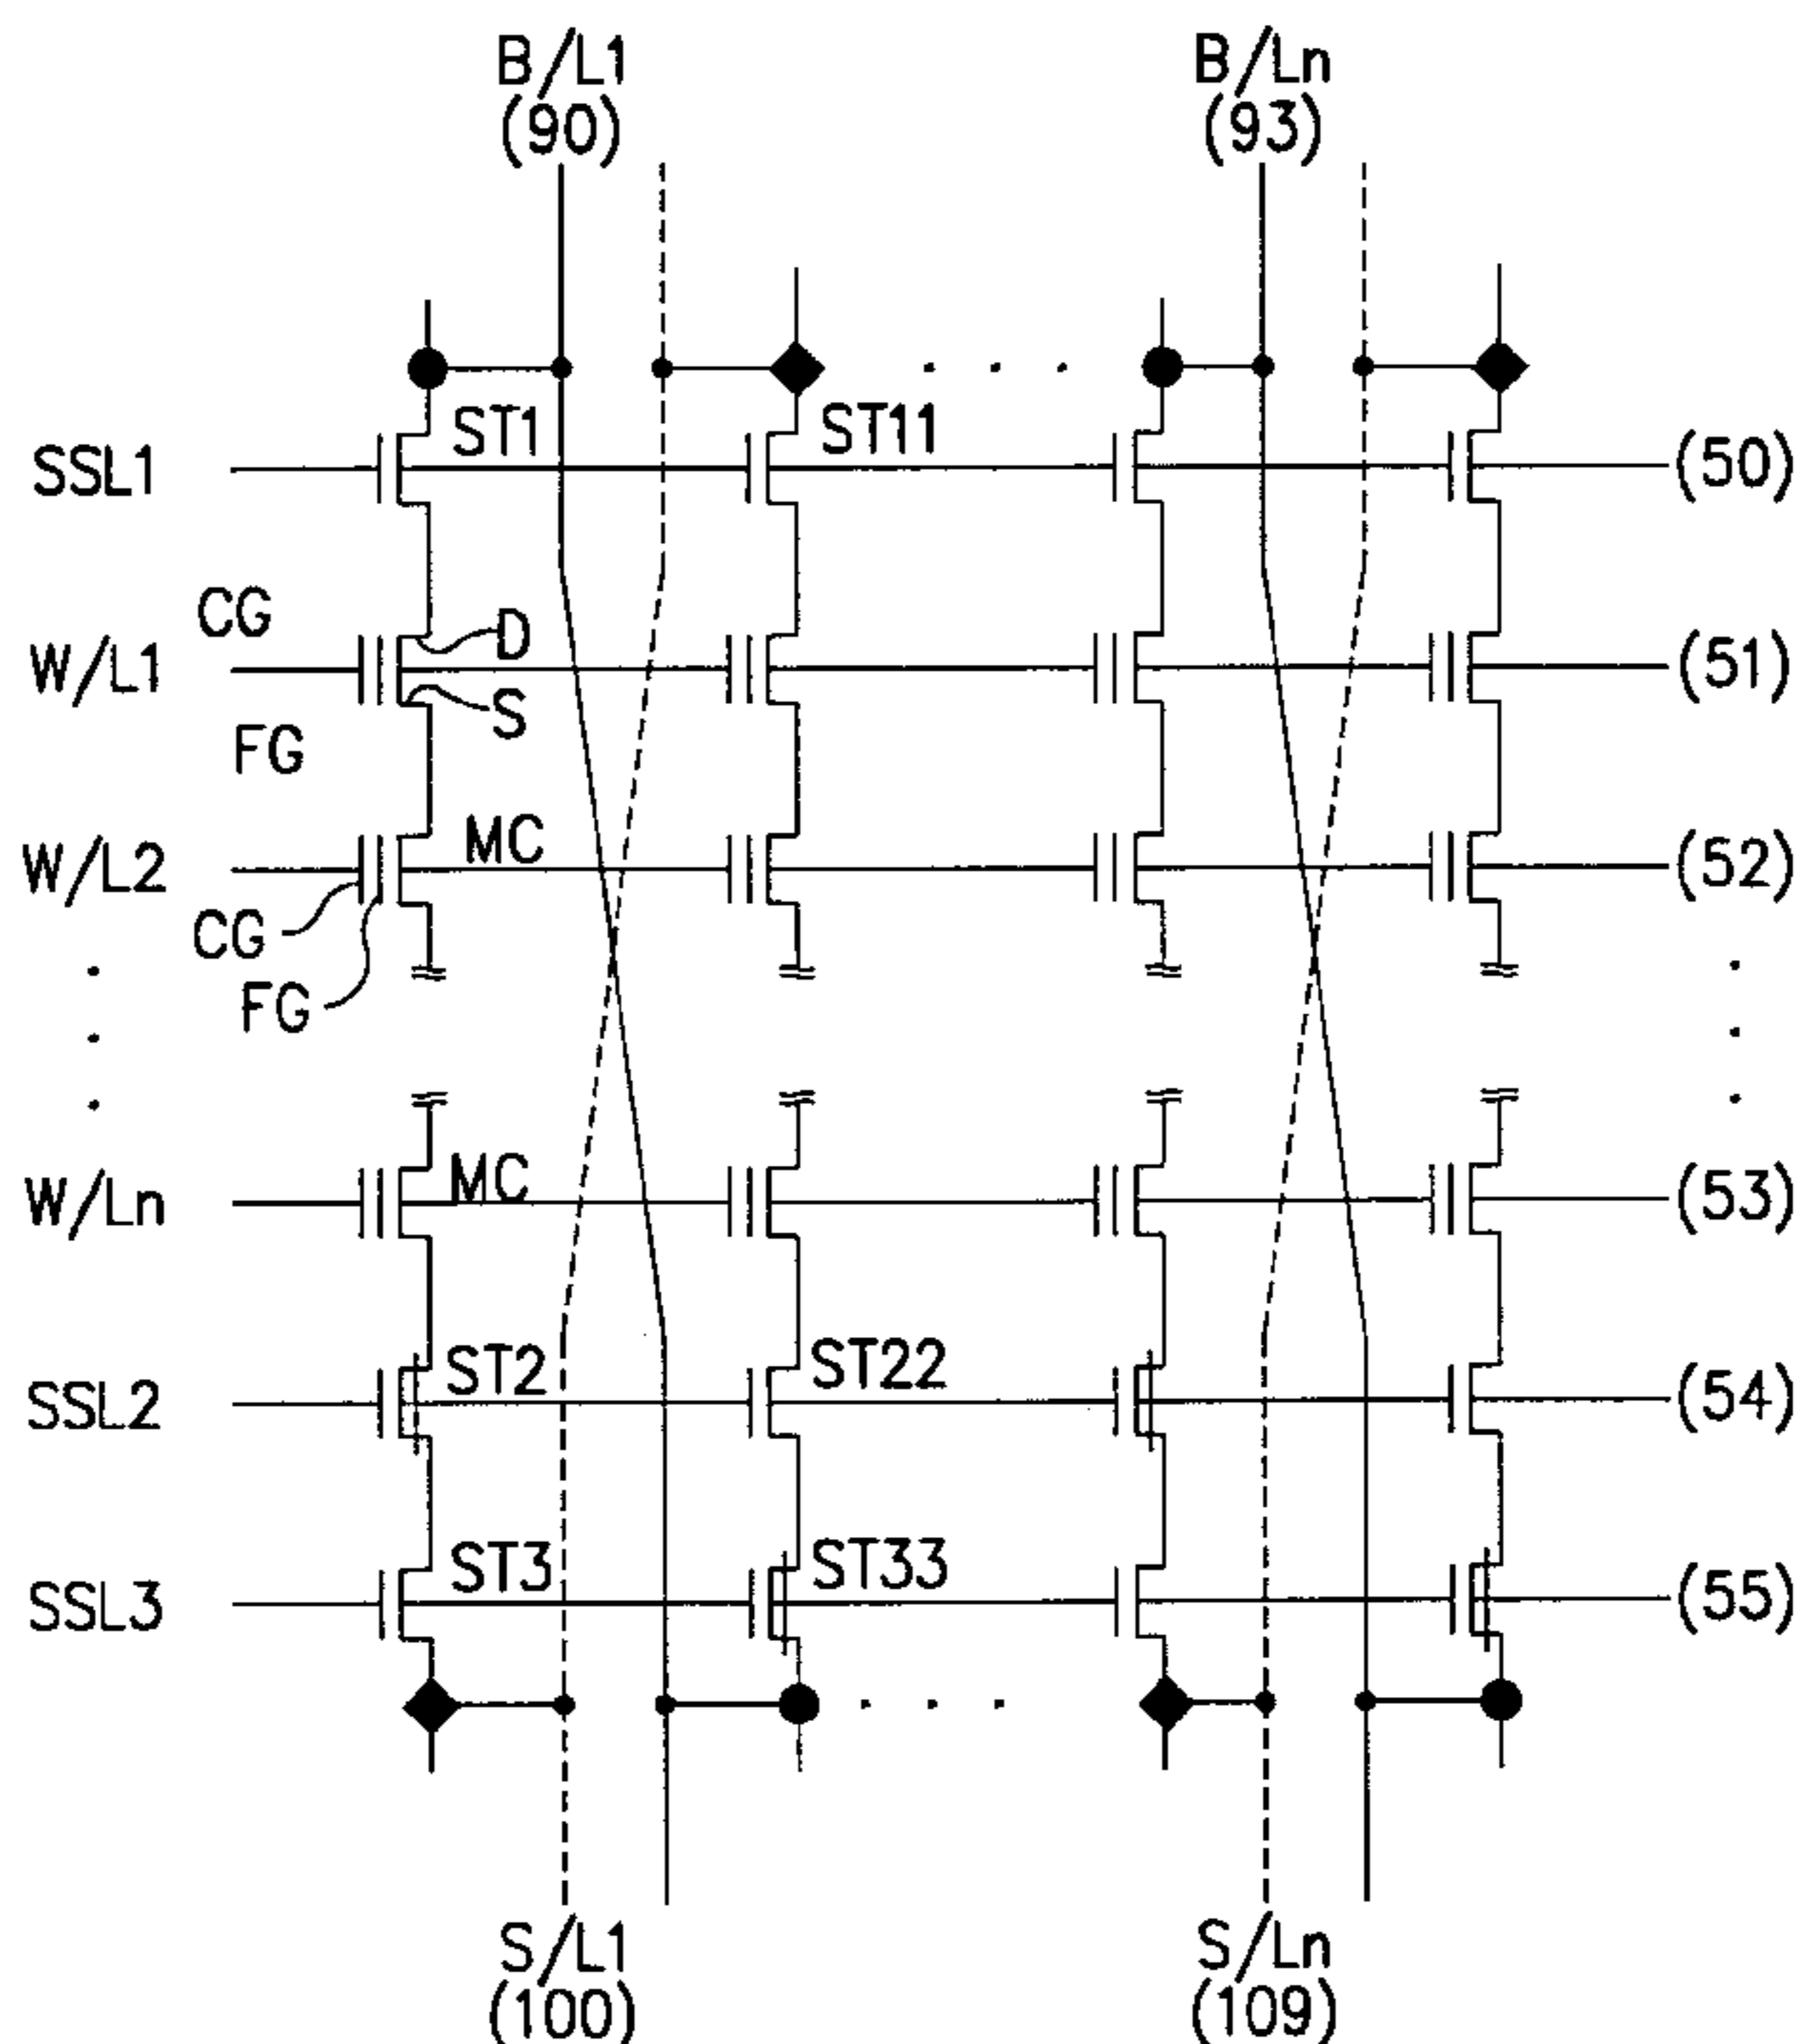 B/L1
(90)
B/Ln
(93)
SSL1
ST1
ST11
(50)
CG
D
W/L1
(51)
S
FG
MC
W/L2
(52)
CG
FG
W/Ln
MC
(53)
SSL2
ST2
ST22
(54)
SSL3
ST3
ST33
(55)
S/L1
(100)
S/Ln
(109)